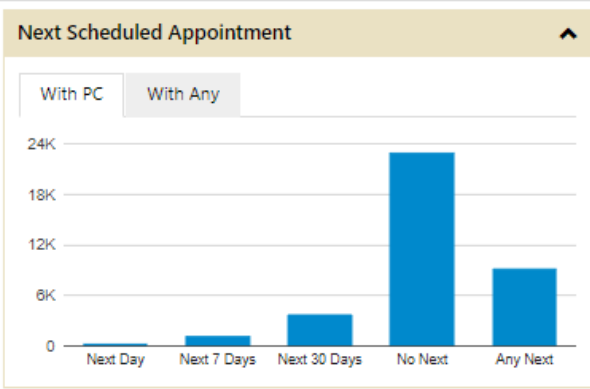 Next Scheduled Appointment
With PC With Any
24K
18K
12K
6K
0
Next Day Next 7 Days Next 30 Days No Next Any Next